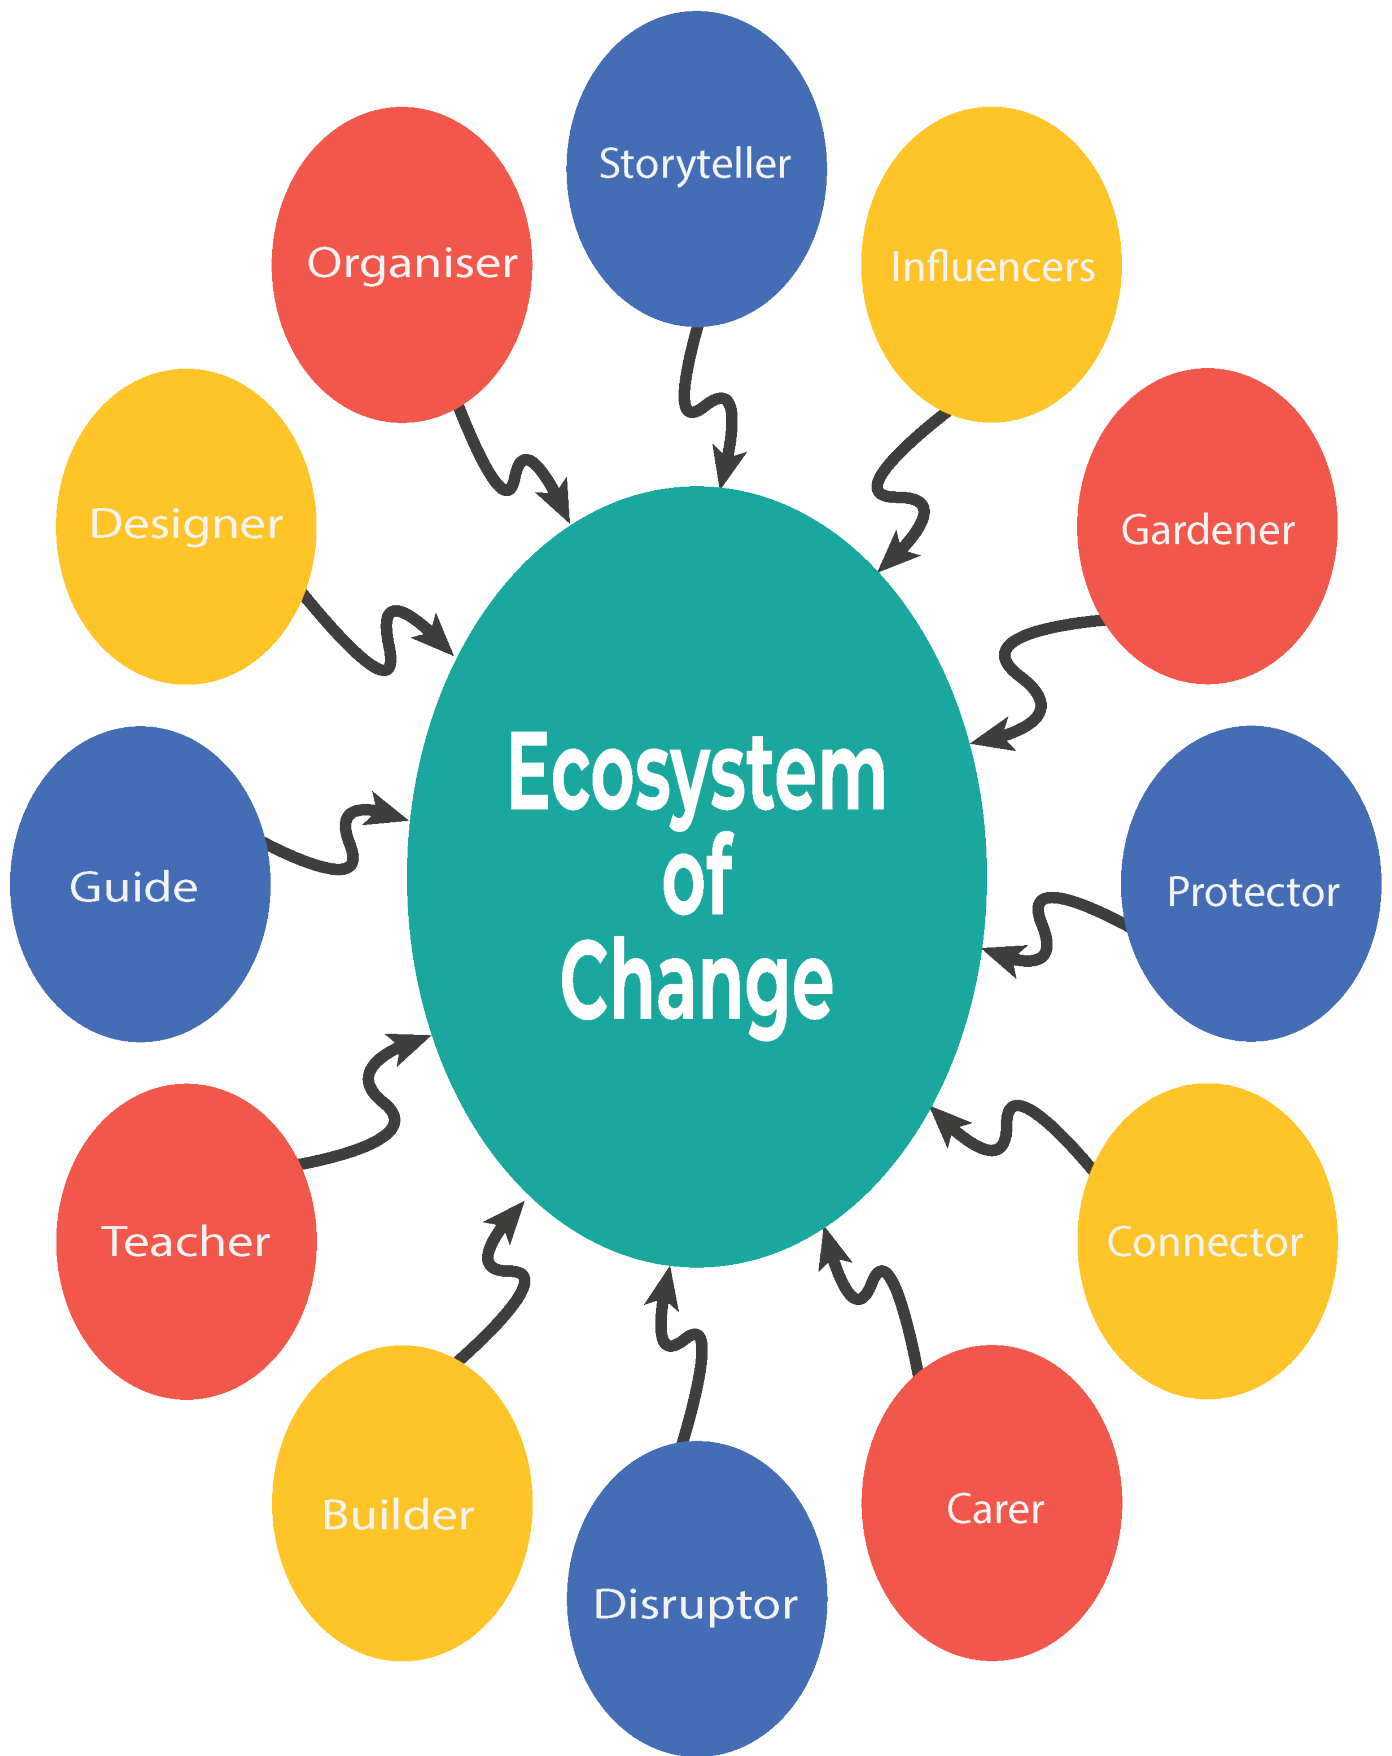 Storyteller
Organiser
Influencers
Designer
Gardener
Ecosystem
of
Change
Guide
Protector
Teacher
Connector
Builder
Carer
Disruptor